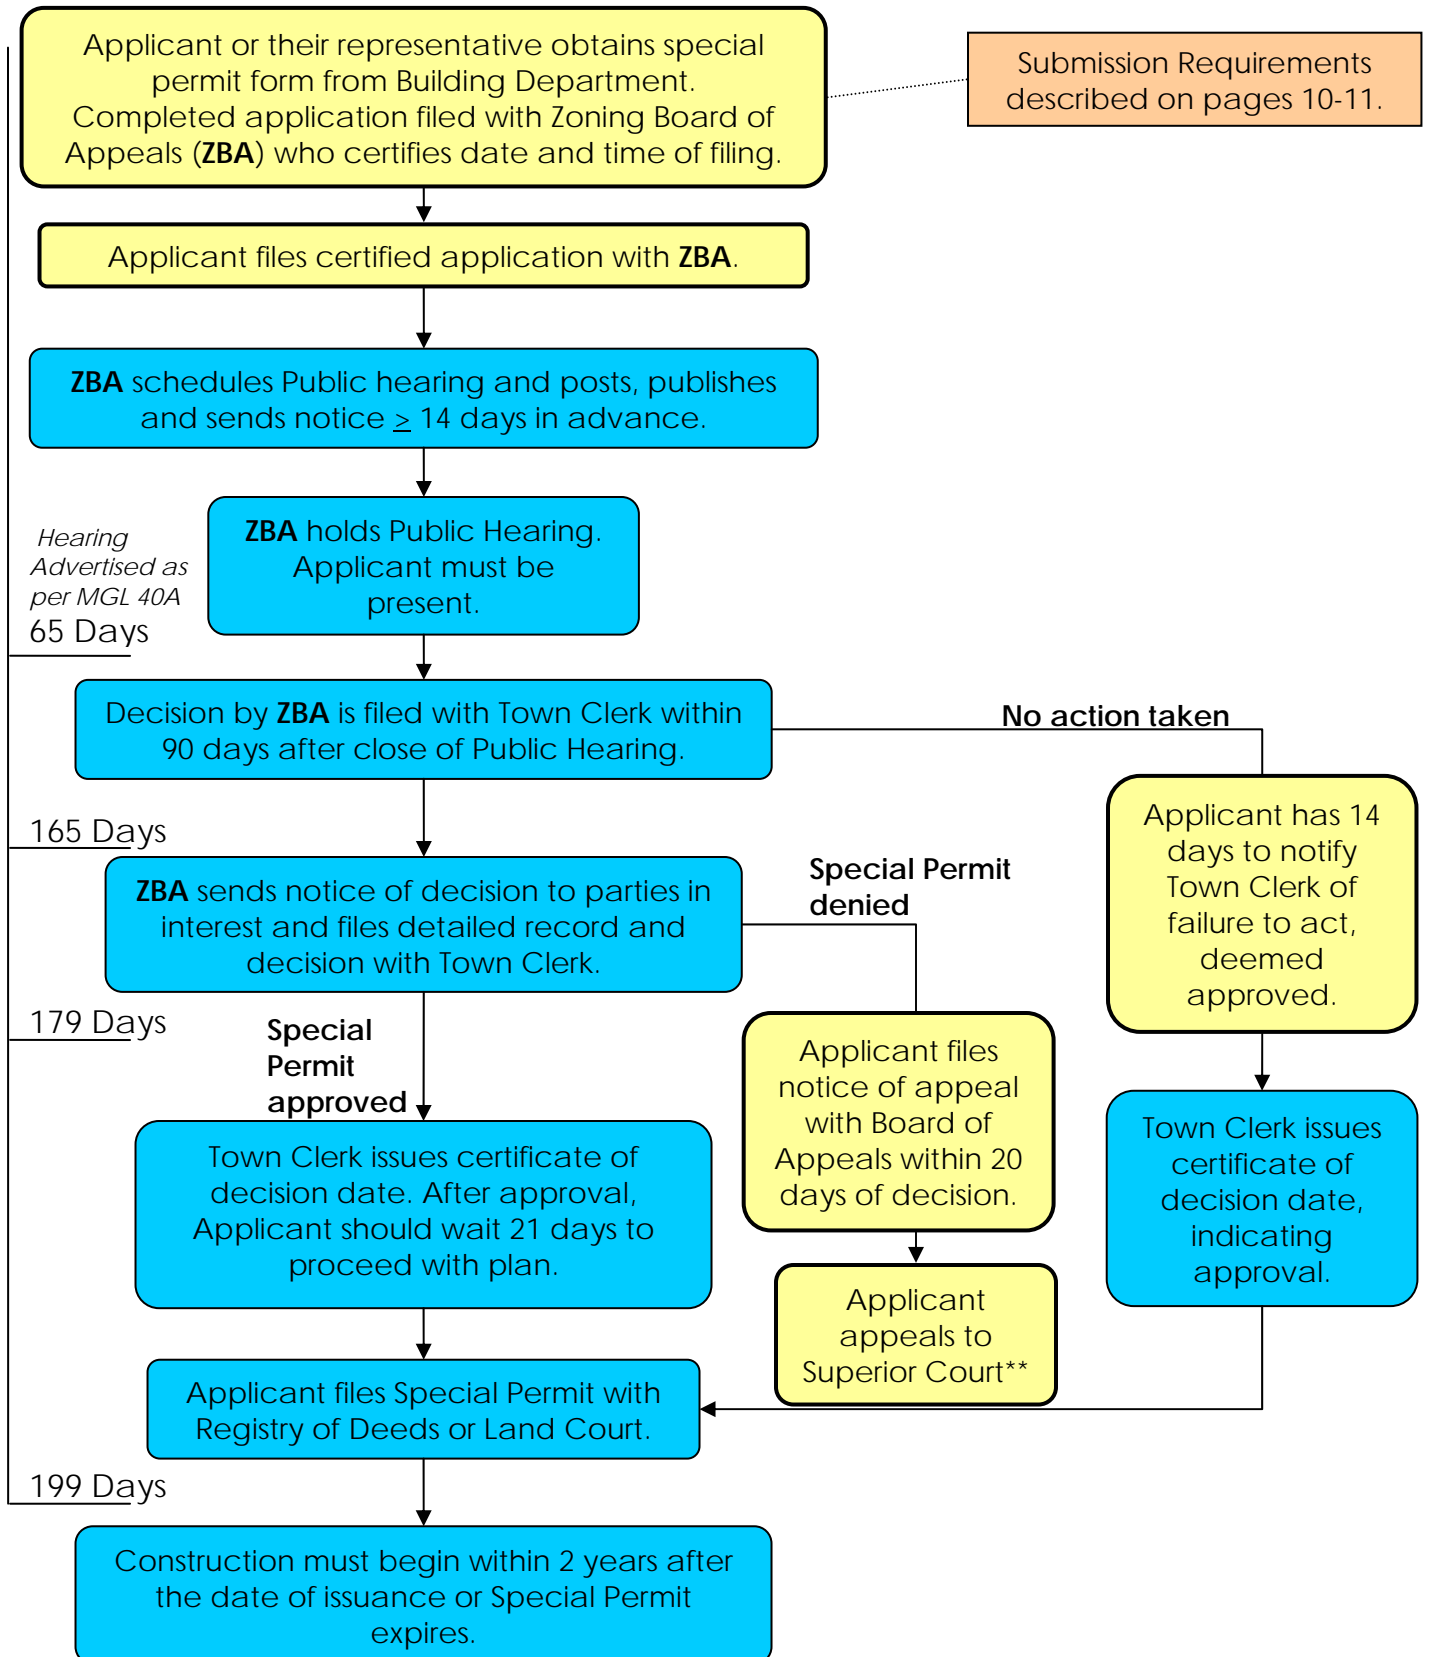 Applicant or their representative obtains special
permit form from Building Department.
Completed application filed with Zoning Board of
Appeals (ZBA) who certifies date and time of filing.
Submission Requirements
described on pages 10-11.
Applicant files certified application with ZBA.
ZBA schedules Public hearing and posts, publishes
and sends notice ≥ 14 days in advance.
Hearing
Advertised as
per MGL 40A
65 Days
ZBA holds Public Hearing.
Applicant must be
present.
Decision by ZBA is filed with Town Clerk within
90 days after close of Public Hearing.
No action taken
165 Days
ZBA sends notice of decision to parties in
interest and files detailed record and
decision with Town Clerk.
Special Permit
denied
Applicant has 14
days to notify
Town Clerk of
failure to act,
deemed
approved.
179 Days
Special
Permit
approved
Applicant files
notice of appeal
with Board of
Appeals within 20
days of decision.
Town Clerk issues
certificate of
decision date,
indicating
approval.
Town Clerk issues certificate of
decision date. After approval,
Applicant should wait 21 days to
proceed with plan.
Applicant
appeals to
Superior Court**
Applicant files Special Permit with
Registry of Deeds or Land Court.
199 Days
Construction must begin within 2 years after
the date of issuance or Special Permit
expires.